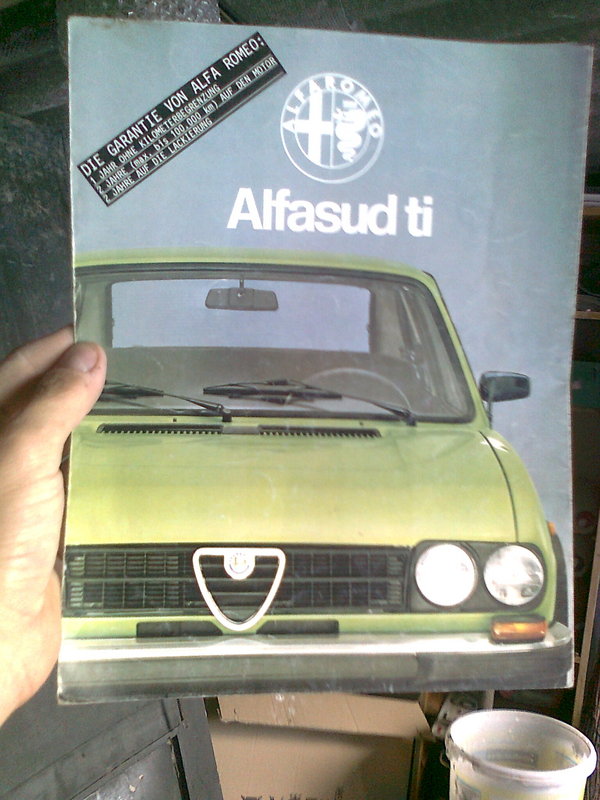 DIE GARANTIE VON ALFA ROMEO:
1 JAHR OHNE KILOMETERBEGRENZUNG
2 JAHRE (max. bis 100.000 km) AUF DEN MOTOR
2 JAHRE AUF DIE LACKIERUNG
ALFA ROMEO
Alfasud ti